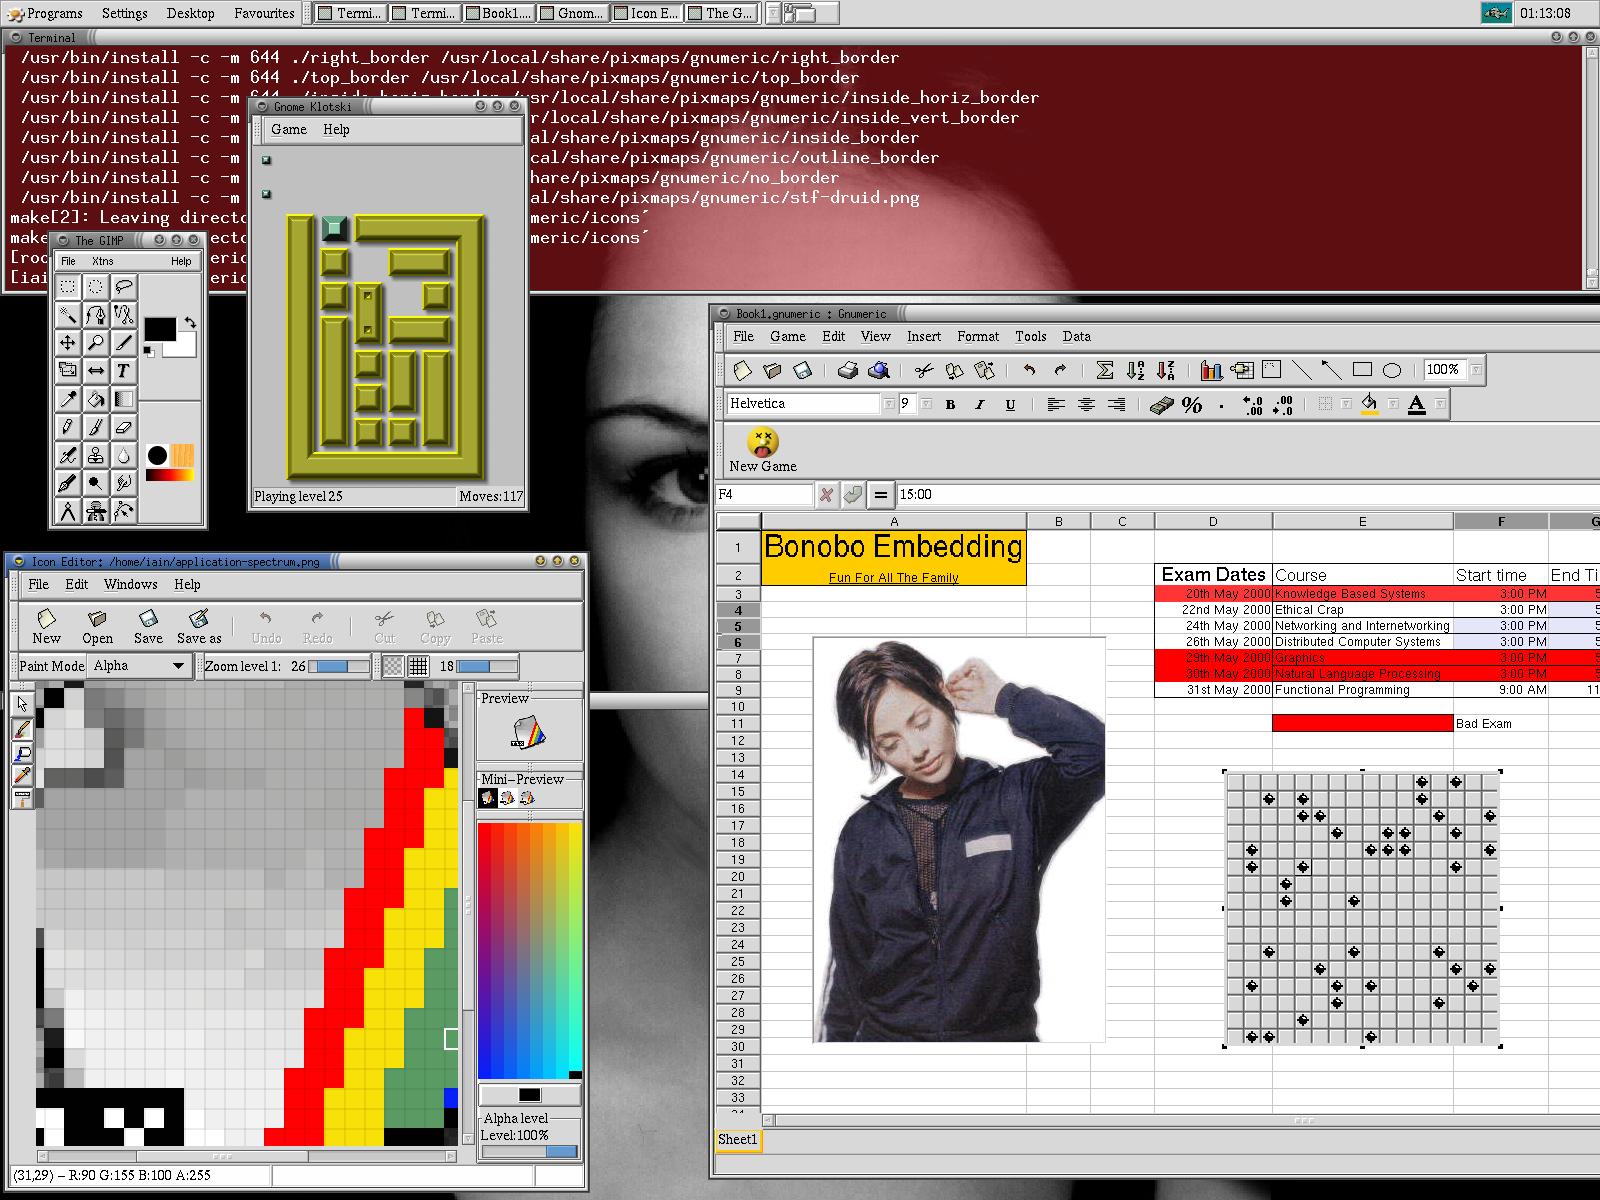 Programs Settings Desktop Favourites Termi... Termi... Book1.... Gnom... Icon E... The G... 01:13:08
Terminal
/usr/bin/install -c -m 644 ./right_border /usr/local/share/pixmaps/gnumeric/right_border
/usr/bin/install -c -m 644 ./top_border /usr/local/share/pixmaps/gnumeric/top_border
/usr/bin/install -c -m /usr/local/share/pixmaps/gnumeric/inside_horiz_border
/usr/bin/install -c -m r/local/share/pixmaps/gnumeric/inside_vert_border
/usr/bin/install -c -m al/share/pixmaps/gnumeric/inside_border
/usr/bin/install -c -m cal/share/pixmaps/gnumeric/outline_border
/usr/bin/install -c -m hare/pixmaps/gnumeric/no_border
/usr/bin/install -c -m al/share/pixmaps/gnumeric/stf-druid.png
make[2]: Leaving directo meric/icons´
make ecto meric/icons´
[roo eric
[iai eric
Gnome Klotski
Game Help
Playing level 25 Moves:117
The GIMP
File Xtns Help
Icon Editor: /home/iain/application-spectrum.png
File Edit Windows Help
New Open Save Save as Undo Redo Cut Copy Paste
Paint Mode Alpha Zoom level 1: 26 18
Preview
Mini-Preview
Alpha level
Level:100%
(31,29) - R:90 G:155 B:100 A:255
Book1.gnumeric : Gnumeric
File Game Edit View Insert Format Tools Data
100%
Helvetica 9 B I U
New Game
F4 = 15:00
A B C D E F G
1 Bonobo Embedding
2 Fun For All The Family Exam Dates Course Start time End Ti
3 20th May 2000 Knowledge Based Systems 3:00 PM 5
4 22nd May 2000 Ethical Crap 3:00 PM 5
5 24th May 2000 Networking and Internetworking 3:00 PM 5
6 26th May 2000 Distributed Computer Systems 3:00 PM 5
7 29th May 2000 Graphics 3:00 PM 5
8 30th May 2000 Natural Language Processing 3:00 PM 5
9 31st May 2000 Functional Programming 9:00 AM 11
10
11 Bad Exam
12
13
14
15
16
17
18
19
20
21
22
23
24
25
26
27
28
29
30
31
32
33
Sheet1